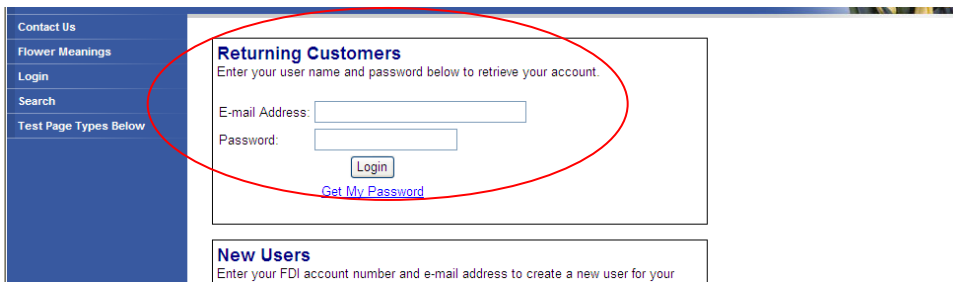 Contact Us
Flower Meanings
Login
Search
Test Page Types Below
Returning Customers
Enter your user name and password below to retrieve your account.
E-mail Address:
Password:
Login
Get My Password
New Users
Enter your FDI account number and e-mail address to create a new user for your